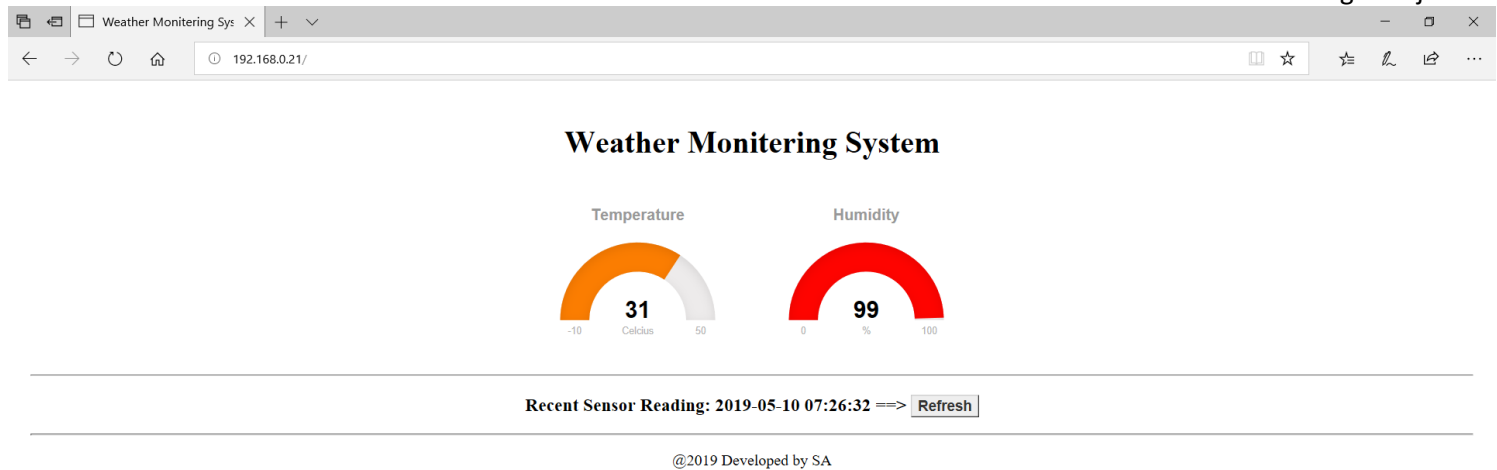 Weather Monitering Sys
192.168.0.21/
Weather Monitering System
Temperature Humidity
31 99
-10 Celcius 50 0 % 100
Recent Sensor Reading: 2019-05-10 07:26:32 ==> Refresh
@2019 Developed by SA